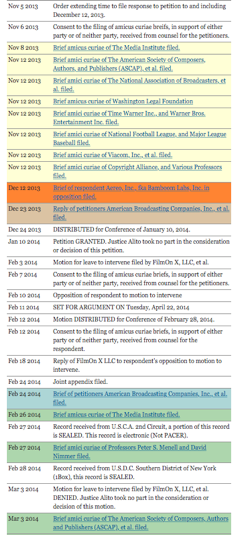 Nov 5 2013 Order extending time to file response to petition to and including
December 12, 2013.
Nov 6 2013 Consent to the filing of amicus curiae briefs, in support of either
party or of neither party, received from counsel for the petitioners.
Nov 8 2013 Brief amicus curiae of The Media Institute filed.
Nov 12 2013 Brief amici curiae of The American Society of Composers,
Authors, and Publishers (ASCAP), et al. filed.
Nov 12 2013 Brief amici curiae of The National Association of Broadcasters, et
al. filed.
Nov 12 2013 Brief amicus curiae of Washington Legal Foundation
Nov 12 2013 Brief amici curiae of Time Warner Inc., and Warner Bros.
Entertainment Inc. filed.
Nov 12 2013 Brief amici curiae of National Football League, and Major League
Baseball filed.
Nov 12 2013 Brief amici curiae of Viacom, Inc., et al. filed.
Nov 12 2013 Brief amici curiae of Copyright Alliance, and Various Professors
filed.
Dec 12 2013 Brief of respondent Aereo, Inc., fka Bamboom Labs, Inc. in
opposition filed.
Dec 23 2013 Reply of petitioners American Broadcasting Companies, Inc., et al.
filed.
Dec 24 2013 DISTRIBUTED for Conference of January 10, 2014.
Jan 10 2014 Petition GRANTED. Justice Alito took no part in the consideration
or decision of this petition.
Feb 3 2014 Motion for leave to intervene filed by FilmOn X, LLC, et al.
Feb 7 2014 Consent to the filing of amicus curiae briefs, in support of either
party or of neither party, received from counsel for the petitioners.
Feb 10 2014 Opposition of respondent to motion to intervene
Feb 11 2014 SET FOR ARGUMENT ON Tuesday, April 22, 2014
Feb 12 2014 Motion DISTRIBUTED for Conference of February 28, 2014.
Feb 12 2014 Consent to the filing of amicus curiae briefs, in support of either
party or of neither party, received from counsel for the
respondent.
Feb 18 2014 Reply of FilmOn X LLC to respondent's opposition to motion to
intervene.
Feb 24 2014 Joint appendix filed.
Feb 24 2014 Brief of petitioners American Broadcasting Companies, Inc., et al.
filed.
Feb 26 2014 Brief amicus curiae of The Media Institute filed.
Feb 27 2014 Record received from U.S.C.A. 2nd Circuit, a portion of this record
is SEALED. This record is electronic (Not PACER).
Feb 27 2014 Brief amici curiae of Professors Peter S. Menell and David
Nimmer filed.
Feb 28 2014 Record received from U.S.D.C. Southern District of New York
(1Box), this record is SEALED.
Mar 3 2014 Motion for leave to intervene filed by FilmOn X, LLC, et al.
DENIED. Justice Alito took no part in the consideration or
decision of this motion.
Mar 3 2014 Brief amici curiae of The American Society of Composers, Authors
and Publishers (ASCAP), et al. filed.